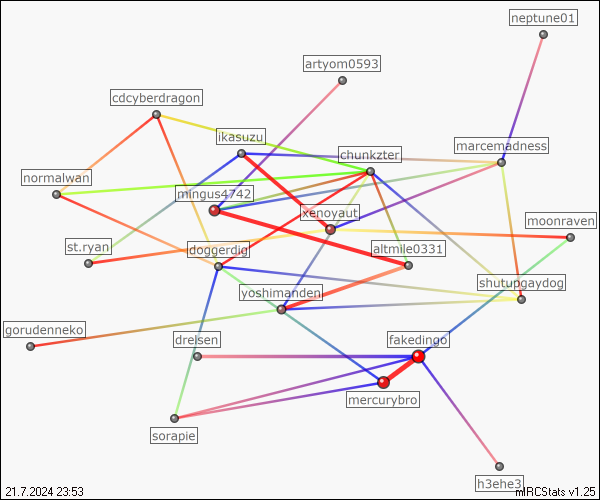 neptune01
artyom0593
cdcyberdragon
ikasuzu
marcemadness
chunkzter
normalwan
mingus4742
xenoyaut
moonraven
st.ryan
doggerdig
altmile0331
yoshimanden
shutupgaydog
gorudenneko
dreisen
fakedingo
mercurybro
sorapie
h3ehe3
21.7.2024 23:53
mIRCStats v1.25